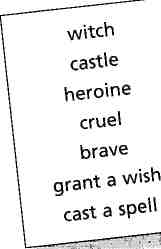 witch
castle
heroine
cruel
brave
grant a wish
cast a spell